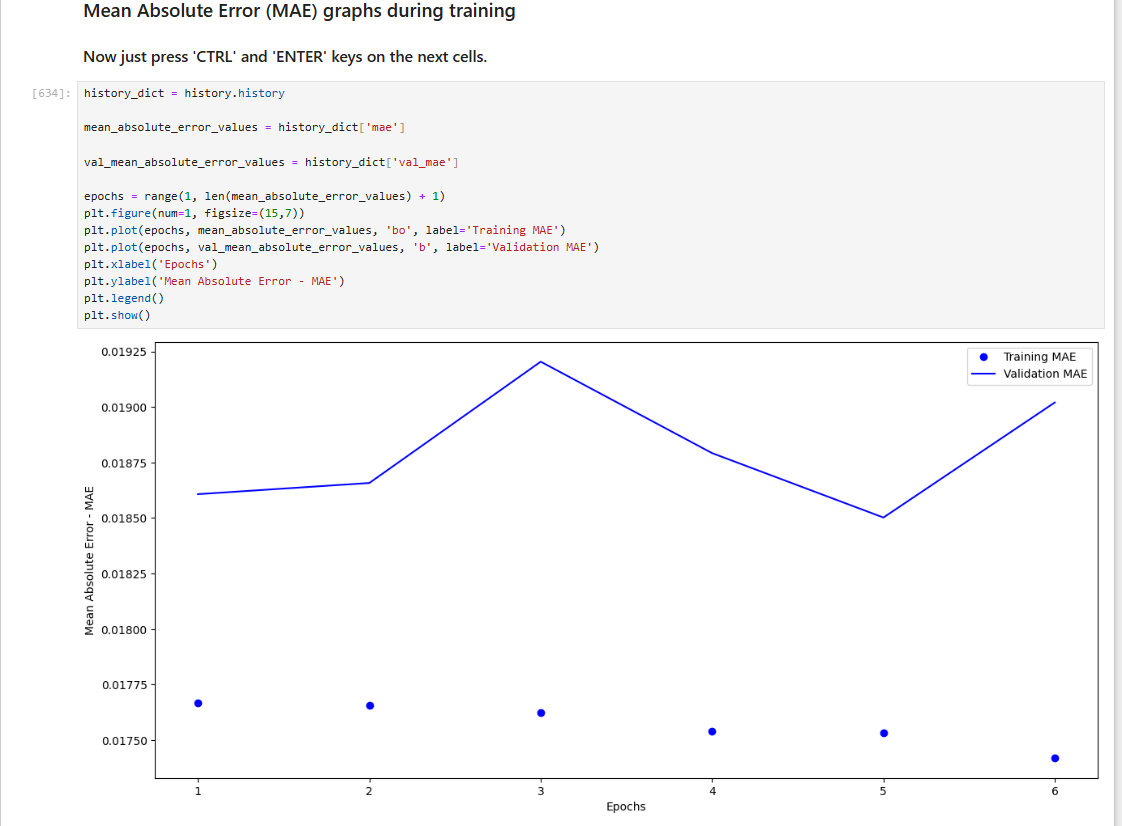 Mean Absolute Error (MAE) graphs during training
Now just press 'CTRL' and 'ENTER' keys on the next cells.
[634]:
history_dict = history.history
mean_absolute_error_values = history_dict['mae']
val_mean_absolute_error_values = history_dict['val_mae']
epochs = range(1, len(mean_absolute_error_values) + 1)
plt.figure(num=1, figsize=(15,7))
plt.plot(epochs, mean_absolute_error_values, 'bo', label='Training MAE')
plt.plot(epochs, val_mean_absolute_error_values, 'b', label='Validation MAE')
plt.xlabel('Epochs')
plt.ylabel('Mean Absolute Error - MAE')
plt.legend()
plt.show()
Training MAE
Validation MAE
Mean Absolute Error - MAE
0.01925
0.01900
0.01875
0.01850
0.01825
0.01800
0.01775
0.01750
1 2 3 4 5 6
Epochs